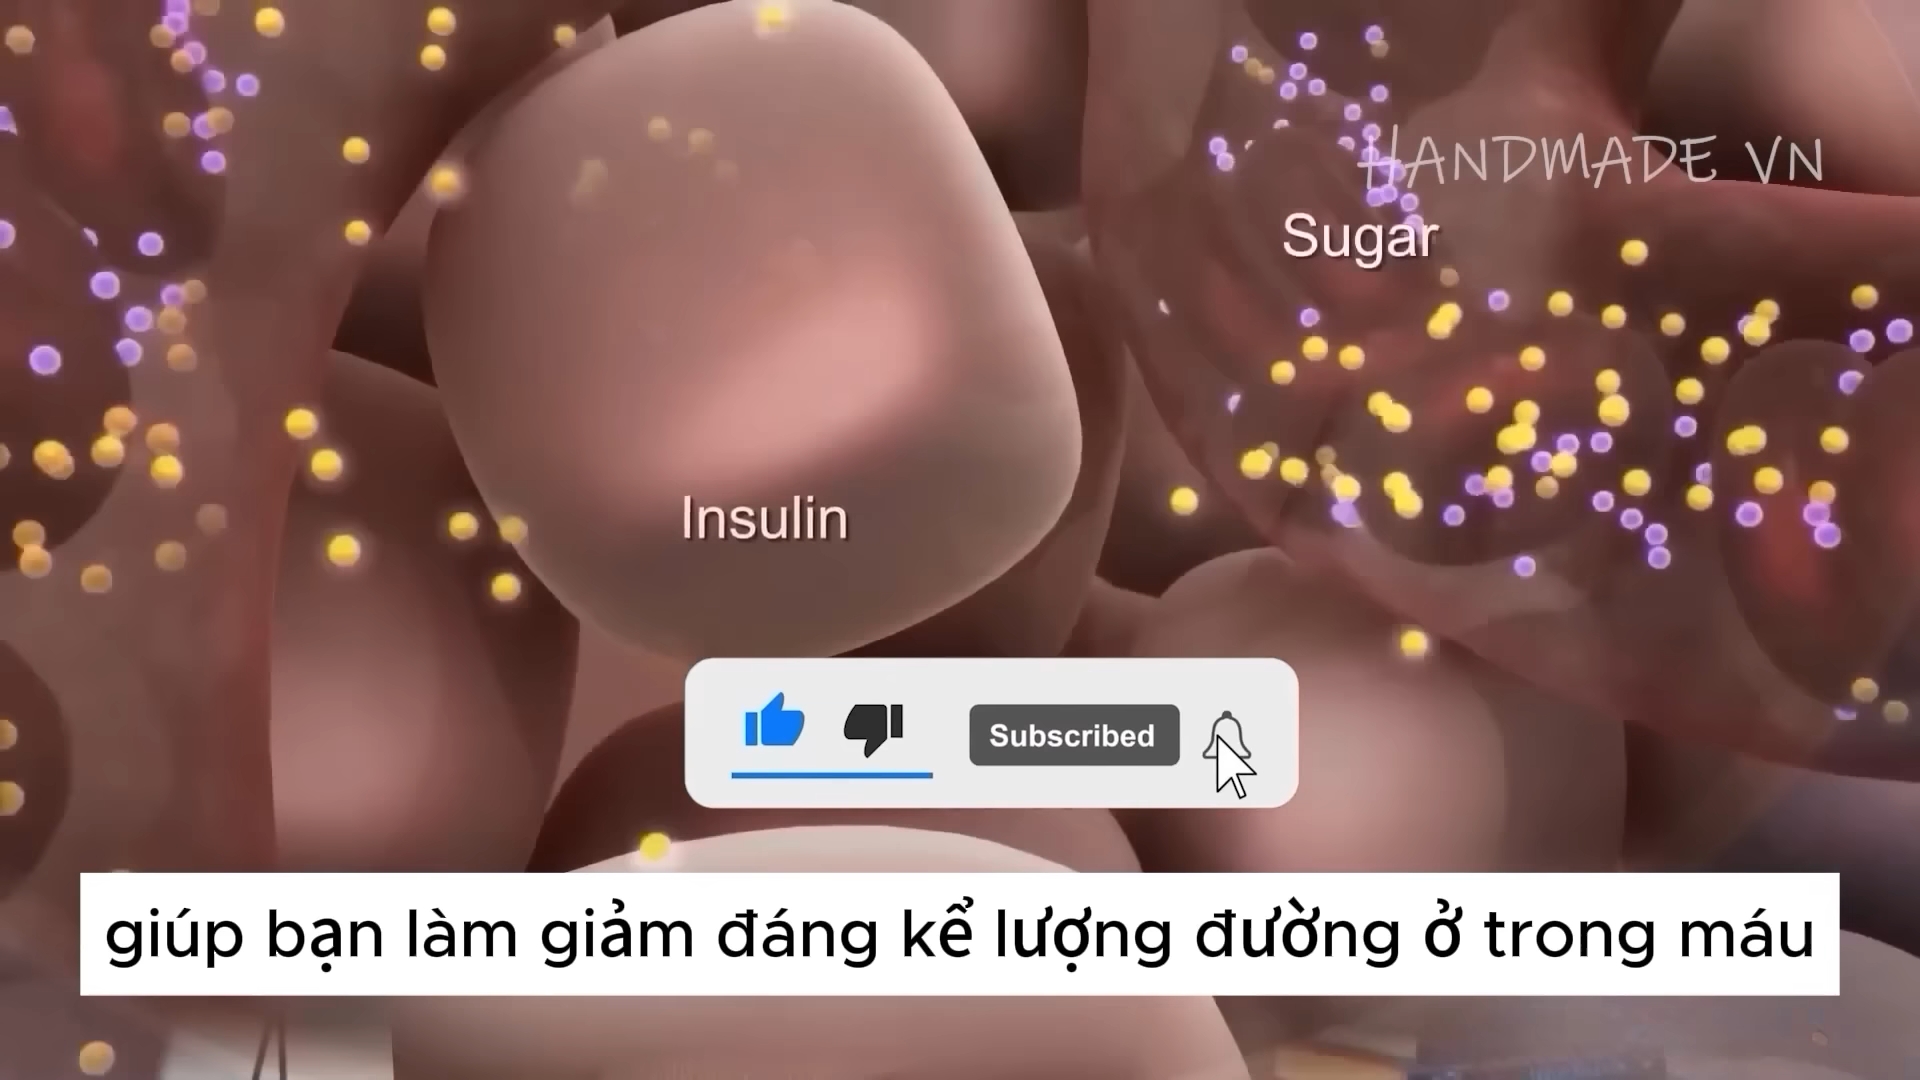 HANDMADE VN
Sugar
Insulin
Subscribed
giúp bạn làm giảm đáng kể lượng đường ở trong máu